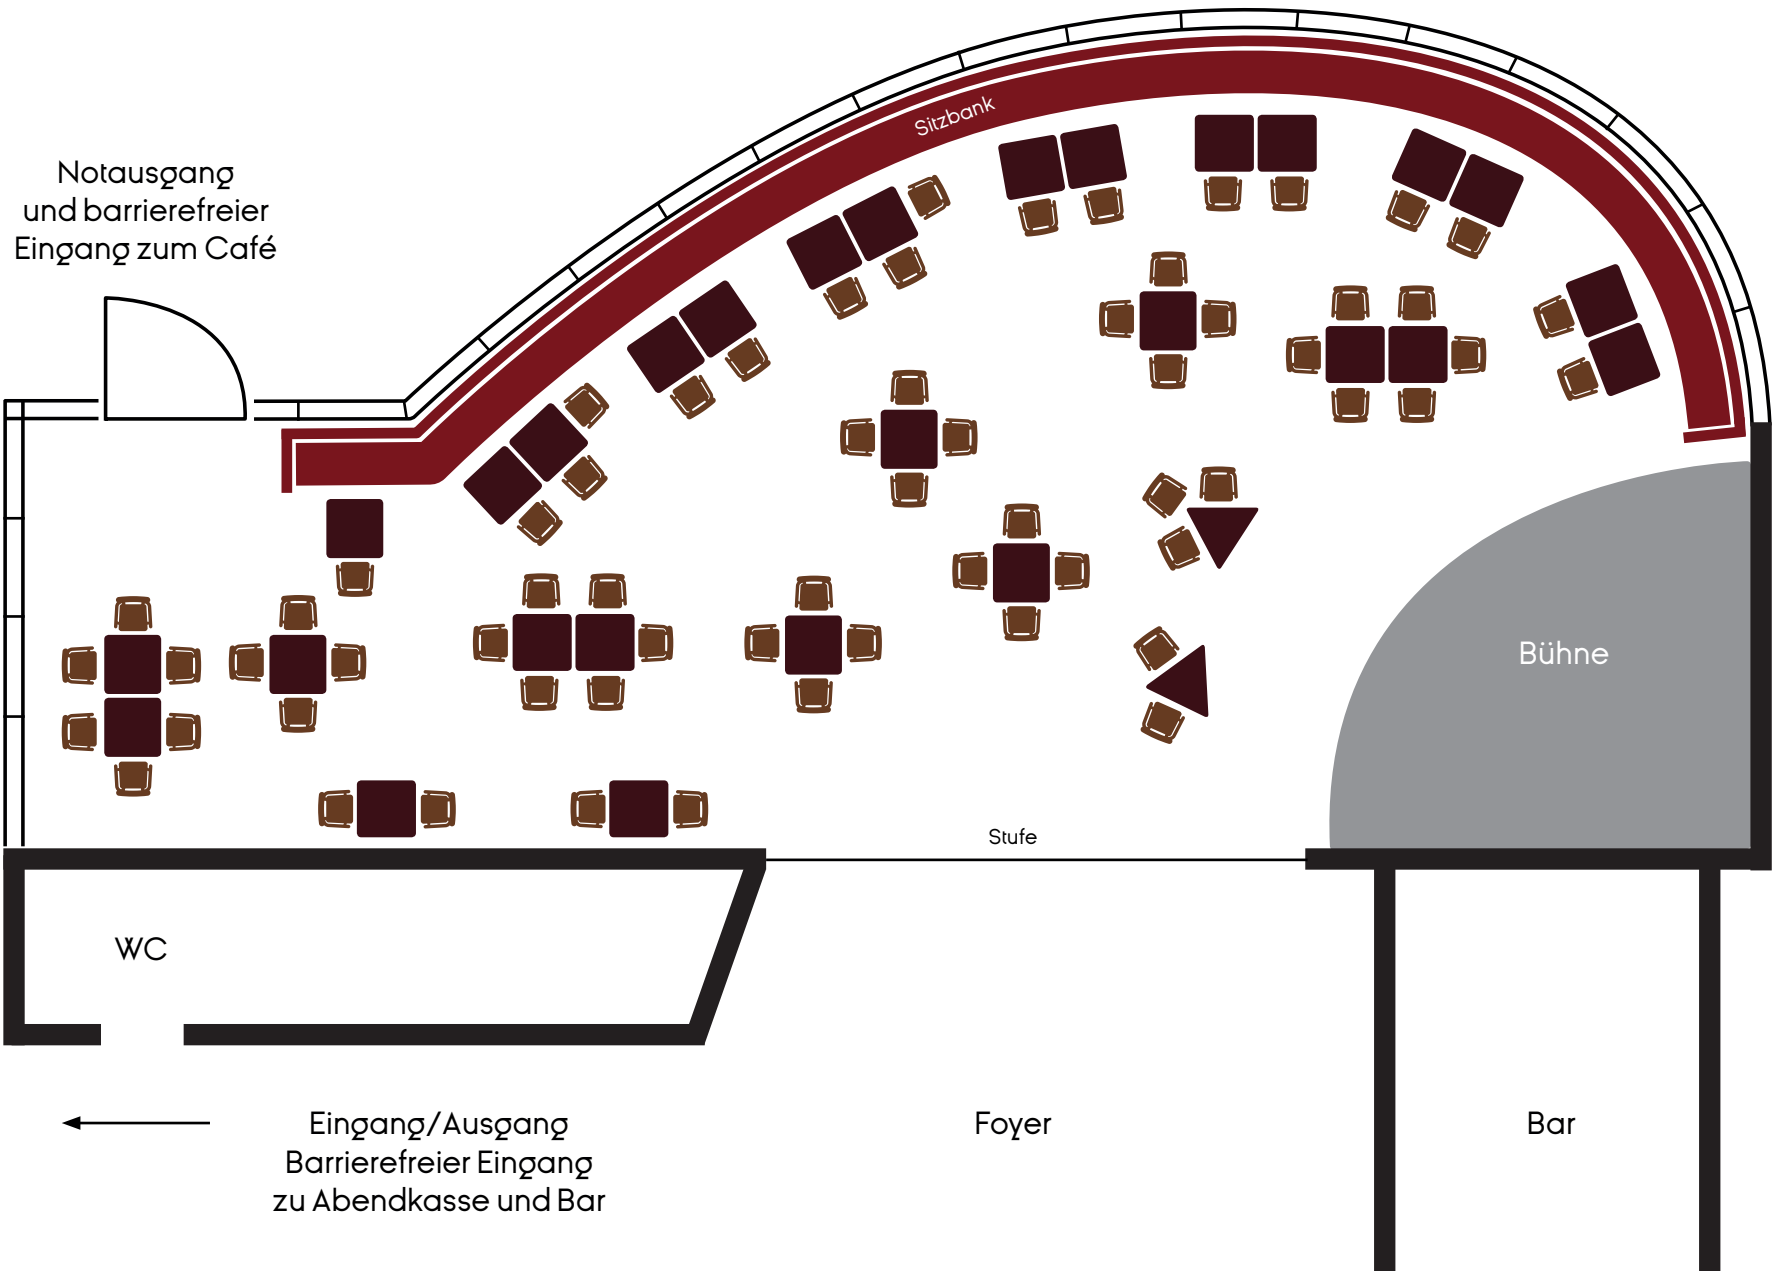 Sitzbank
Notausgang
und barrierefreier
Eingang zum Café
Bühne
Stufe
WC
Eingang/Ausgang
Barrierefreier Eingang
zu Abendkasse und Bar
Foyer
Bar